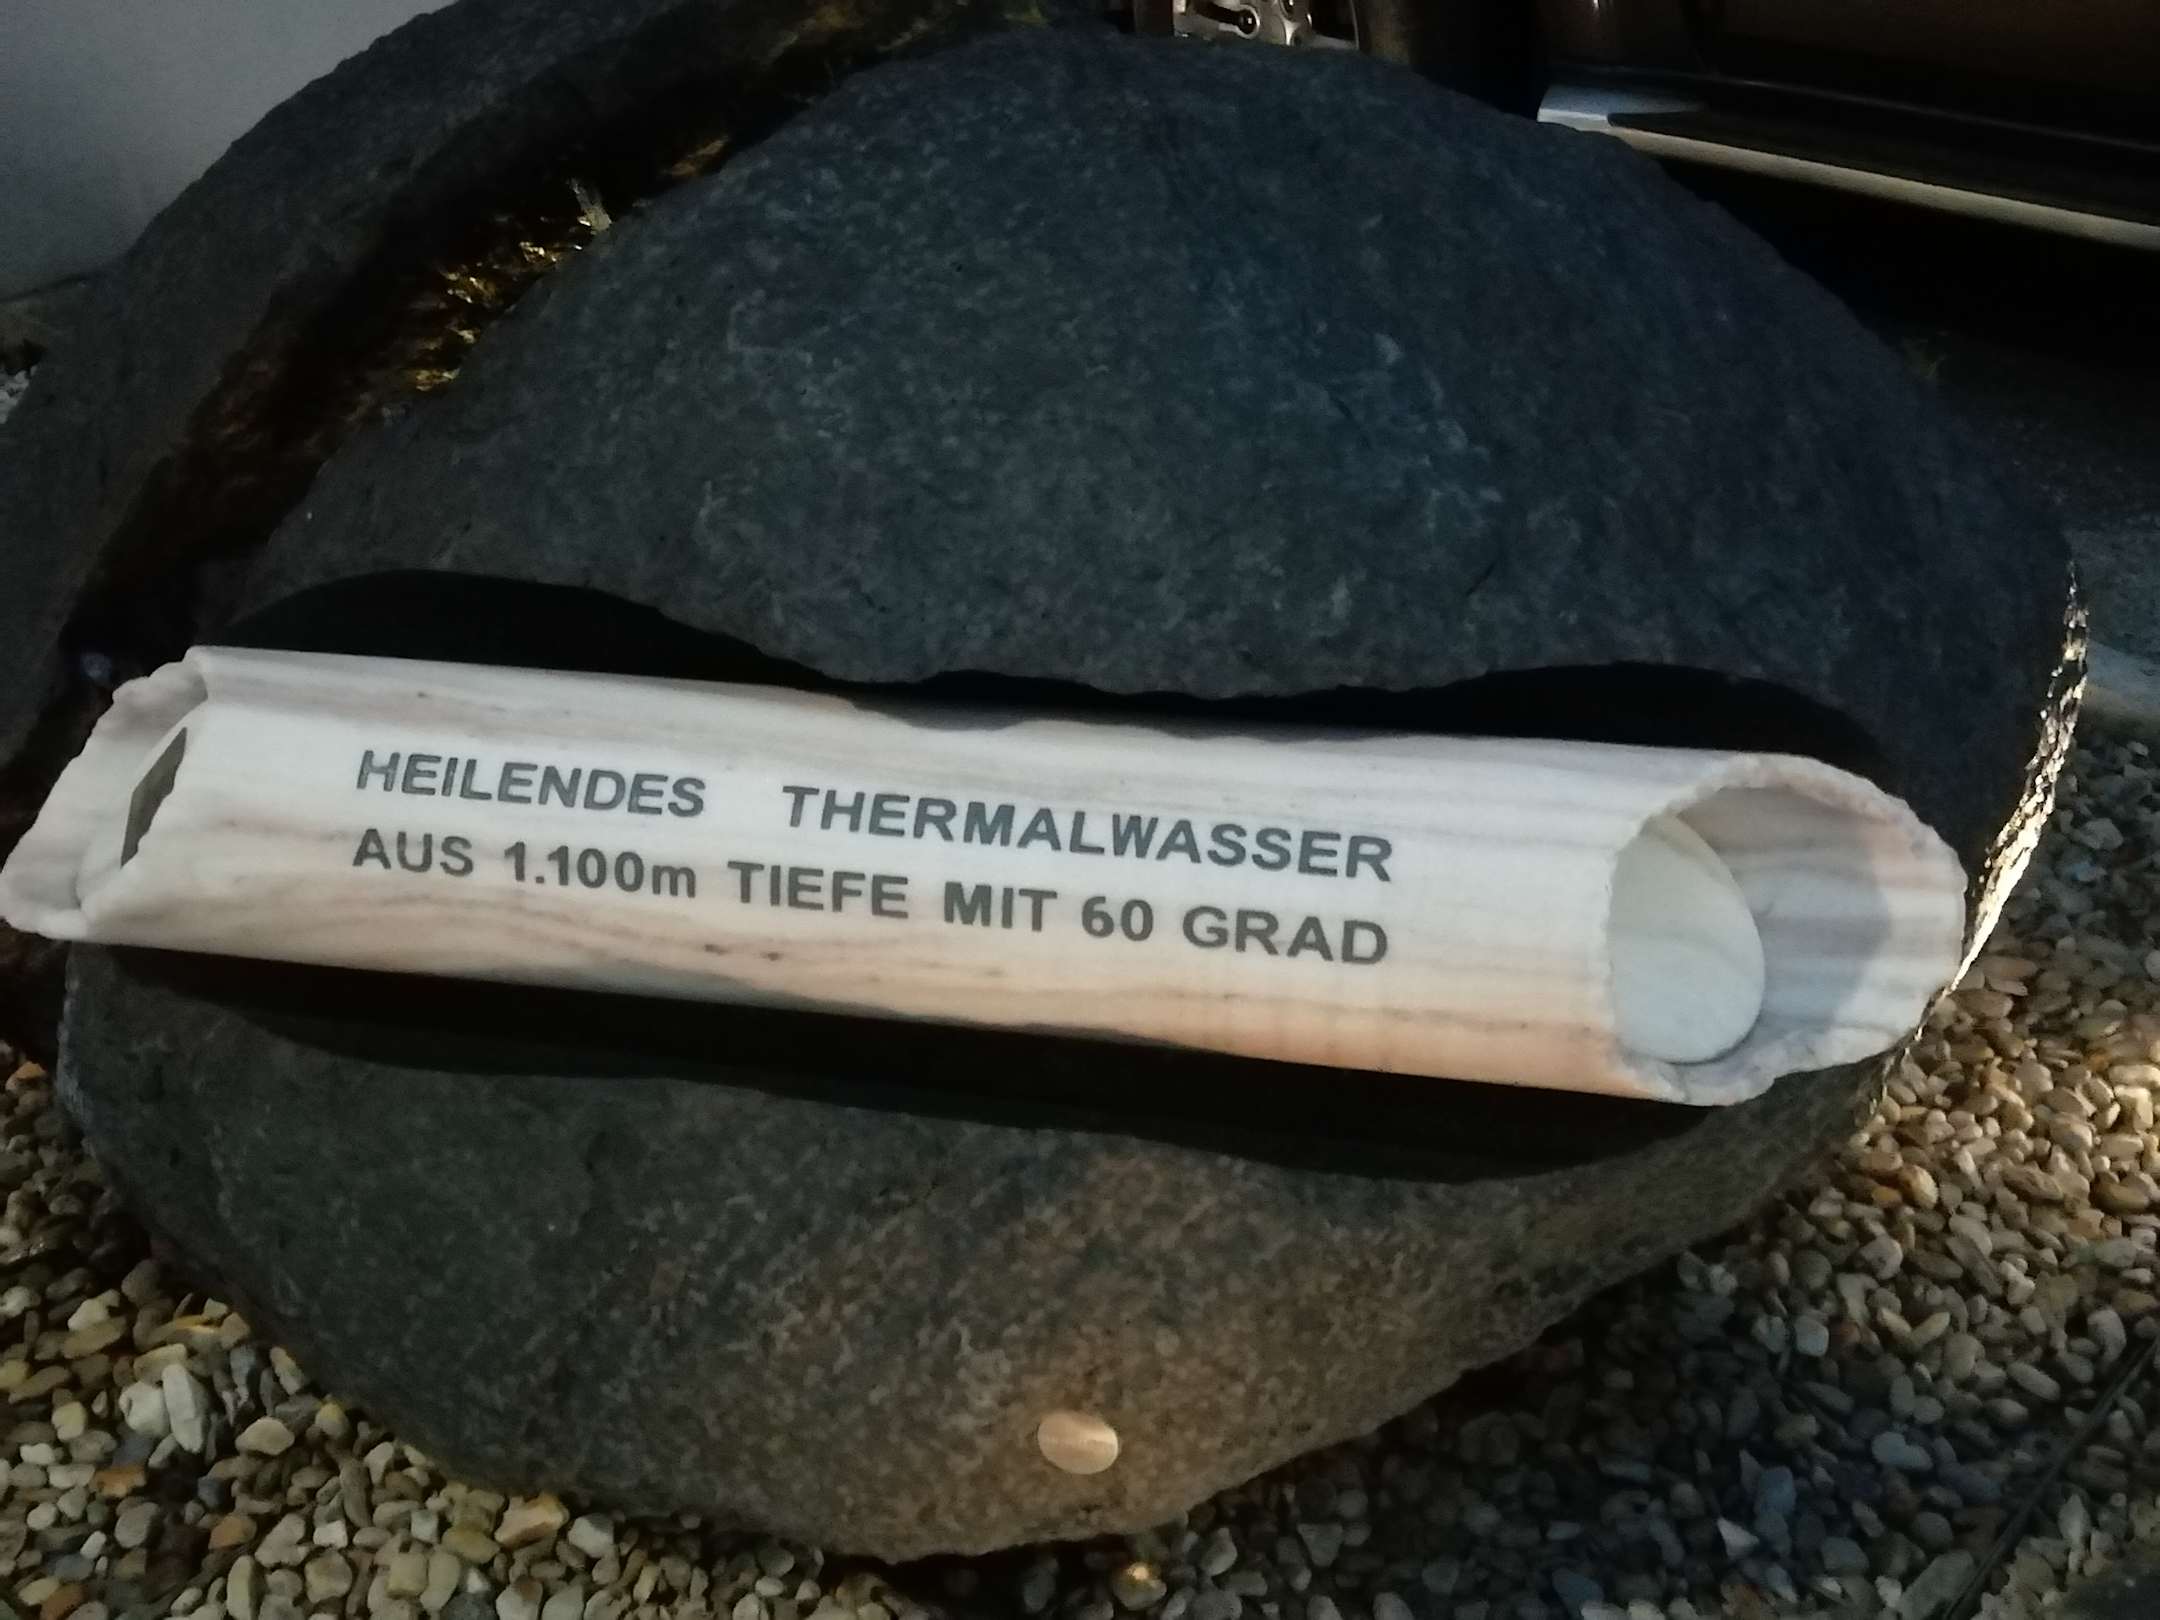 HEILENDES THERMALWASSER
AUS 1.100m TIEFE MIT 60 GRAD